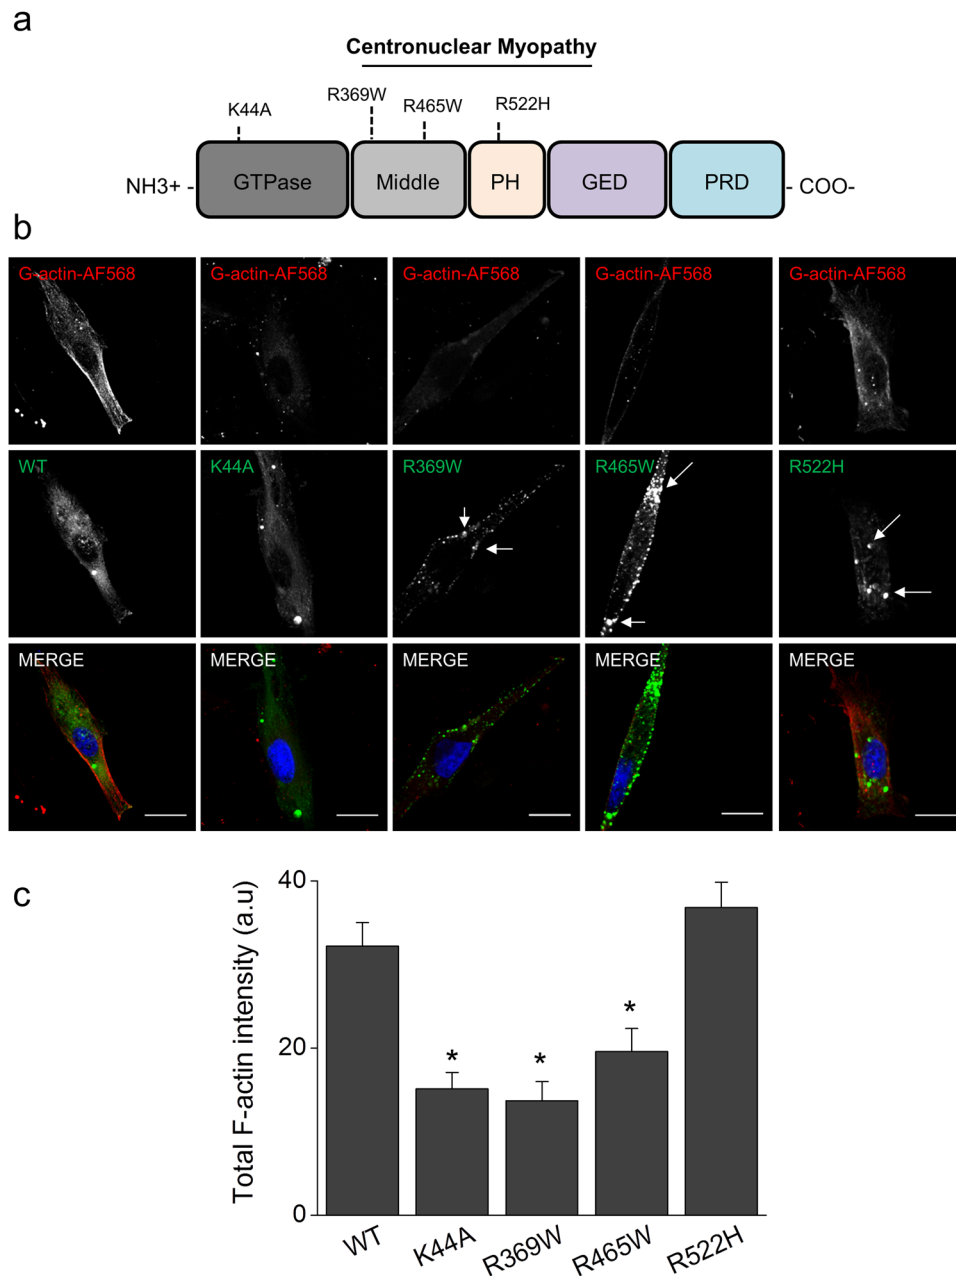 a
Centronuclear Myopathy
K44A
R369W
R465W
R522H
NH3+ -
GTPase
Middle
PH
GED
PRD
- COO-
b
G-actin-AF568
G-actin-AF568
G-actin-AF568
G-actin-AF568
G-actin-AF568
WT
K44A
R369W
R465W
R522H
MERGE
MERGE
MERGE
MERGE
MERGE
c
Total F-actin intensity (a.u)
40
20
0
*
*
*
WT
K44A
R369W
R465W
R522H